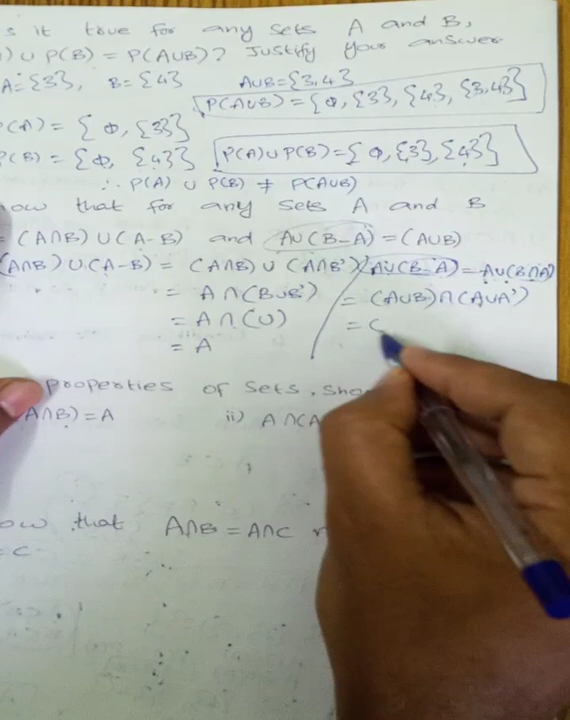 s it true for any sets A and B,
) ∪ P(B) = P(A∪B)? Justify your answer
A={3}, B={4} A∪B={3,4}
P(A∪B)={Φ,{3},{4},{3,4}}
P(A)={Φ,{3}}
P(B)={Φ,{4}} P(A)∪P(B)={Φ,{3},{4}}
∴ P(A) ∪ P(B) ≠ P(A∪B)
ow that for any sets A and B
= (A∩B)∪(A-B) and A∪(B-A)=(A∪B)
(A∩B)∪(A-B) = (A∩B)∪(A∩B') A∪(B-A)=A∪(B∩A)
= A∩(B∪B') = (A∪B)∩(A∪A')
= A∩(U) = (
= A
properties of sets, sho
(A∩B)=A ii) A∩(A
ow that A∩B=A∩C
=C